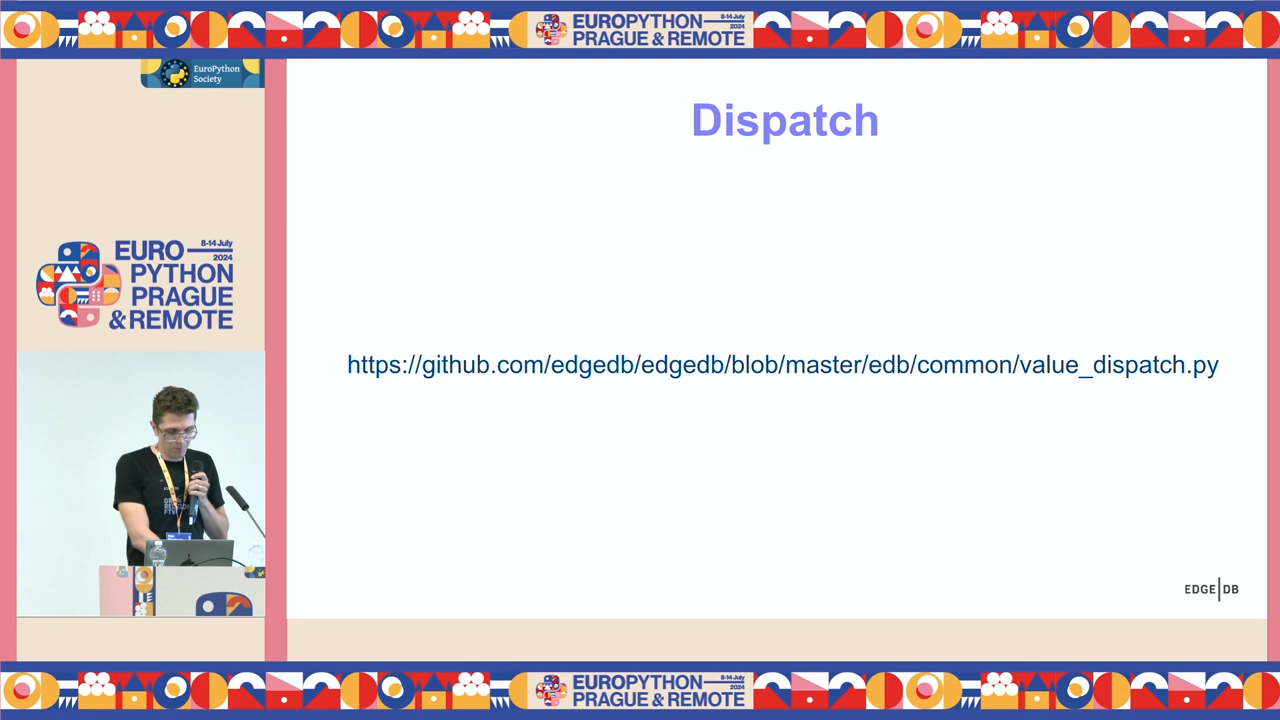 EUROPYTHON
8-14 July
2024
PRAGUE & REMOTE
EuroPython
Society
Dispatch
EURO
8-14 July
2024
PYTHON
PRAGUE
& REMOTE
https://github.com/edgedb/edgedb/blob/master/edb/common/value_dispatch.py
EDGE|DB
EUROPYTHON
8-14 July
2024
PRAGUE & REMOTE